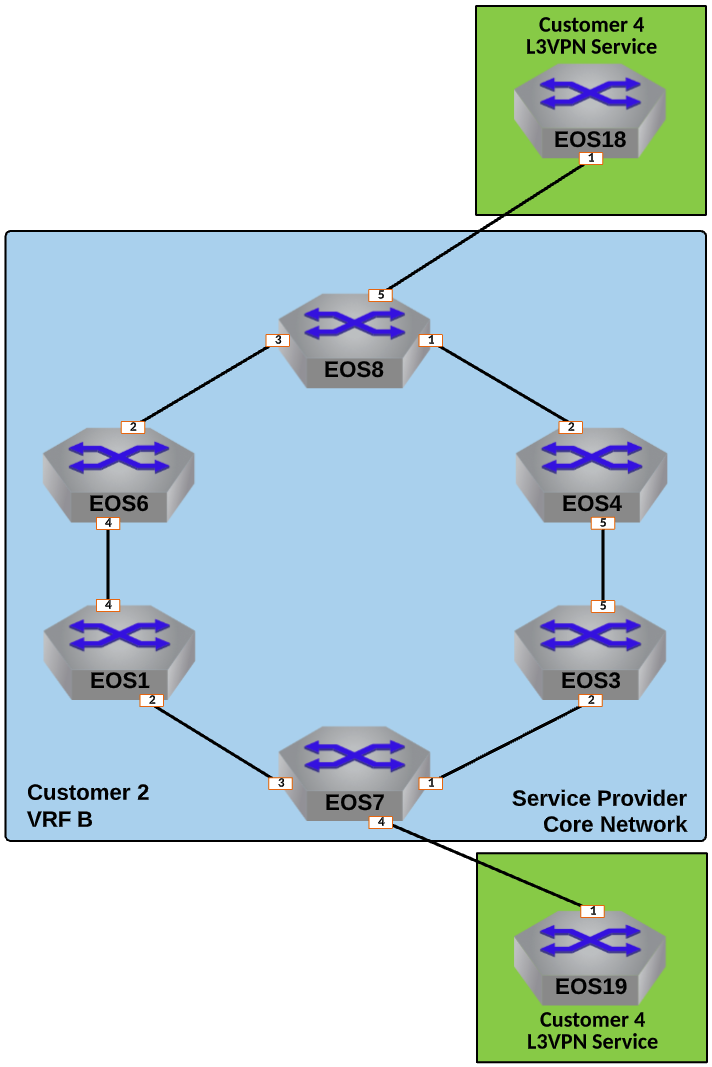 Customer 4
L3VPN Service
EOS18
1
5
3
1
EOS8
2
2
EOS6
EOS4
4
5
4
5
EOS1
EOS3
2
2
3
1
EOS7
4
Customer 2
VRF B
Service Provider
Core Network
1
EOS19
Customer 4
L3VPN Service